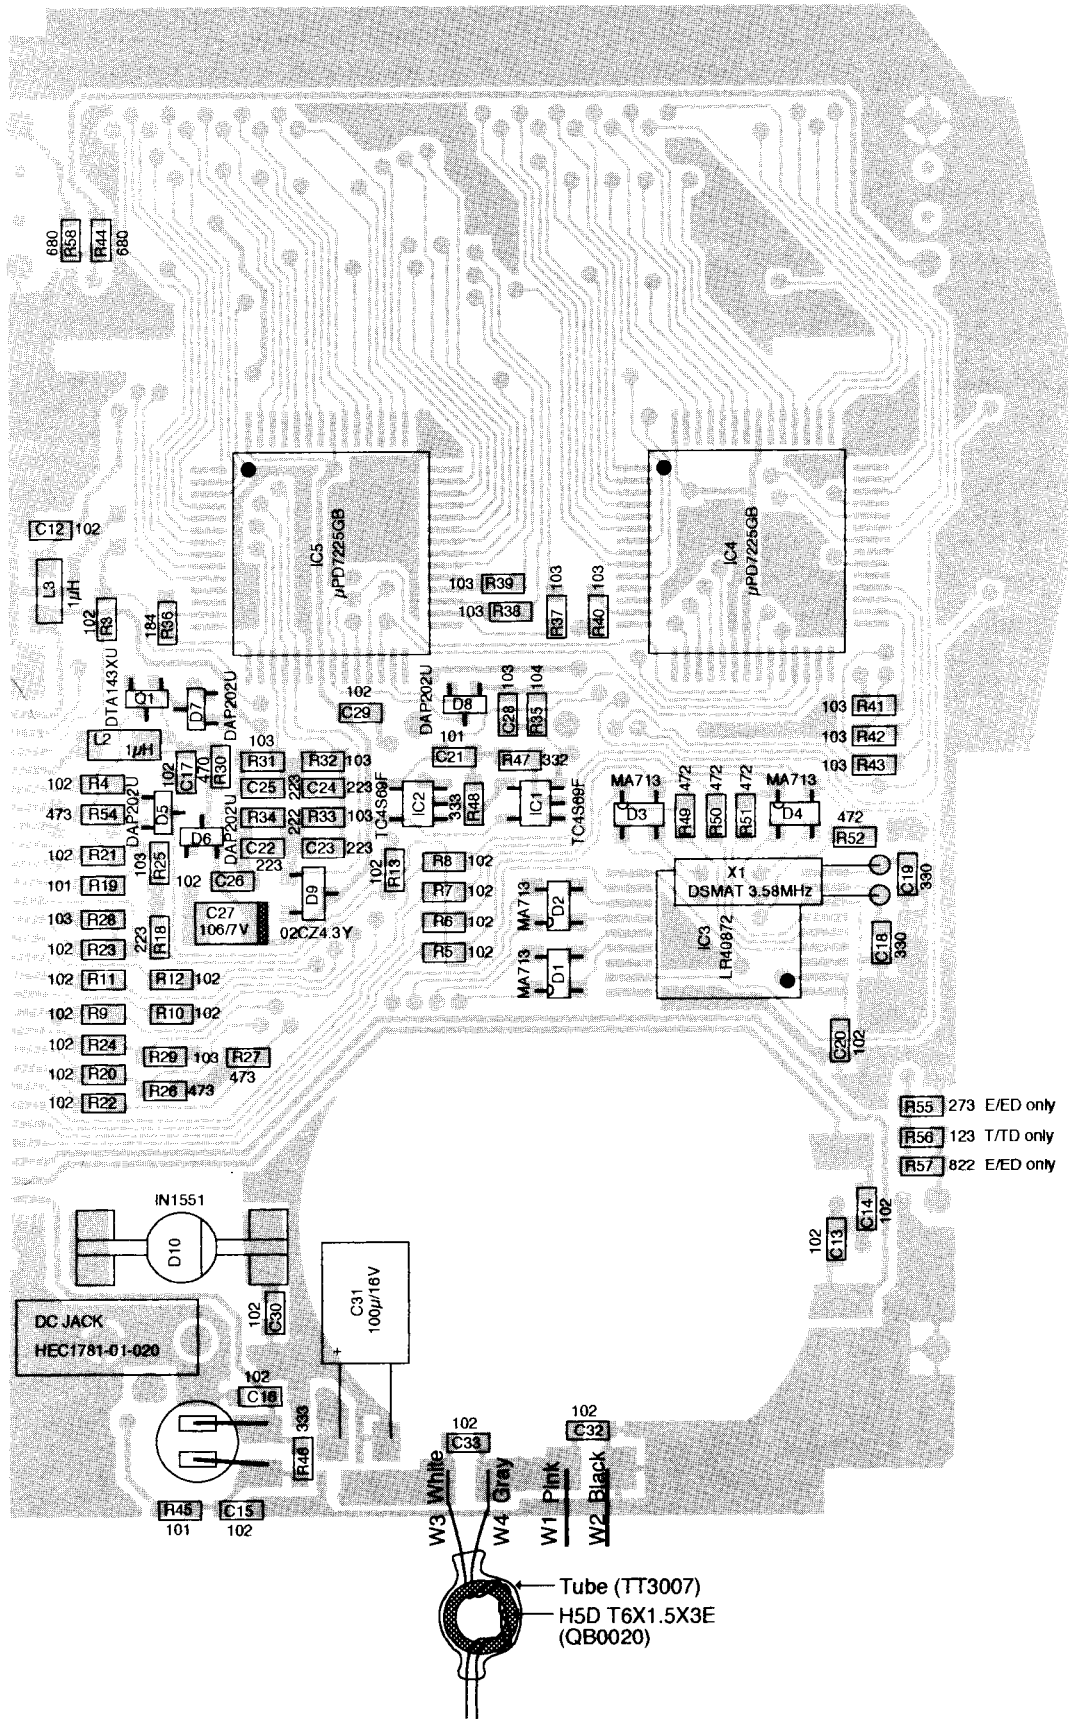 680 R58 R44 680
C12 102
L3 1µH
102 R3
184 R36
IC5 µPD7225GB
IC4 µPD7225GB
103 R39
103 R38
R37 103
R40 103
DTA143XU Q1
D7 DAP202U
102 C29
DAP202U D8
C28 103
R35 104
103 R41
103 R42
103 R43
L2 1µH
102 C17
470 R30
103 R31
R32 103
101 C21
R47 332
102 R4
473 R54
DAP202U D5
D6 DAP202U
C25 223
C24 223
R34 222
R33 103
C22 223
C23 223
TC4S69F IC2
333 R48
IC1 TC4S69F
MA713 D3
R49 472
R50 472
R51 472
MA713 D4
472 R52
102 R21
103 R25
101 R19
102 C26
D9 02CZ4.3Y
102 R13
R8 102
R7 102
R6 102
R5 102
MA713 D2
MA713 D1
X1
DSMAT 3.58MHz
IC3 LR40872
C19 330
C18 330
103 R28
C27
106/7V
102 R23
223 R18
102 R11
R12 102
102 R9
R10 102
102 R24
R29 103 R27
473
102 R20
R26 473
102 R22
C20 102
R55 273 E/ED only
R56 123 T/TD only
R57 822 E/ED only
IN1551
D10
C14 102
102 C13
C31
100µ/16V
+
102 C30
DC JACK
HEC1781-01-020
102
C16
333
R46
R45
101
C15
102
102
C33
102
C32
W3 White
W4 Gray
W1 Pink
W2 Black
Tube (TT3007)
H5D T6X1.5X3E
(QB0020)